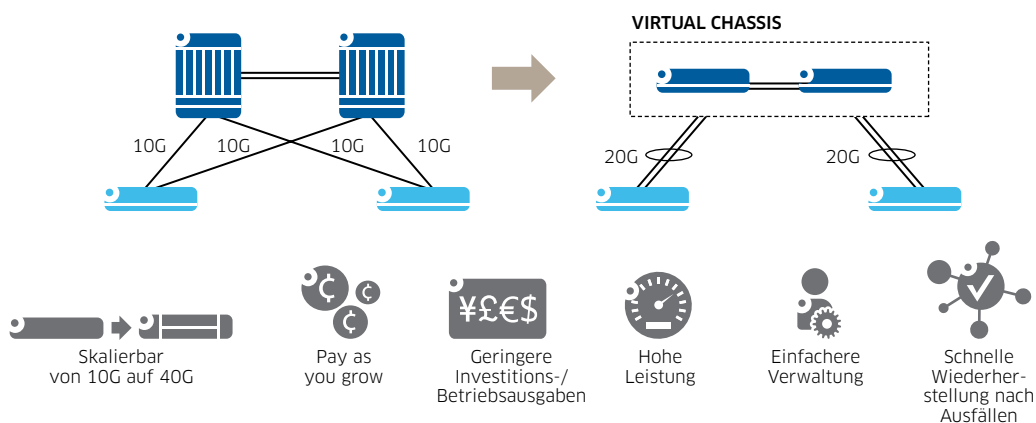 VIRTUAL CHASSIS
10G
10G
10G
10G
20G
20G
¢
¢
¢
¥£€$
Skalierbar
von 10G auf 40G
Pay as
you grow
Geringere
Investitions-/
Betriebsausgaben
Hohe
Leistung
Einfachere
Verwaltung
Schnelle
Wiederher-
stellung nach
Ausfällen